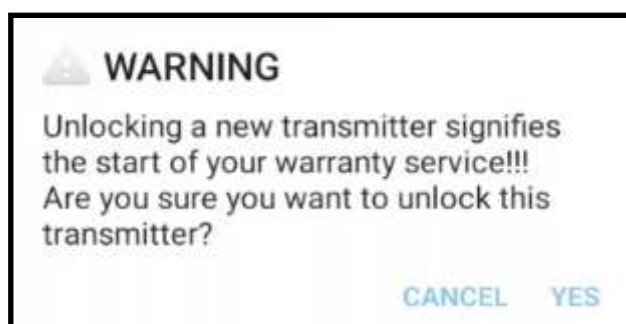 WARNING
Unlocking a new transmitter signifies
the start of your warranty service!!!
Are you sure you want to unlock this
transmitter?
CANCEL YES